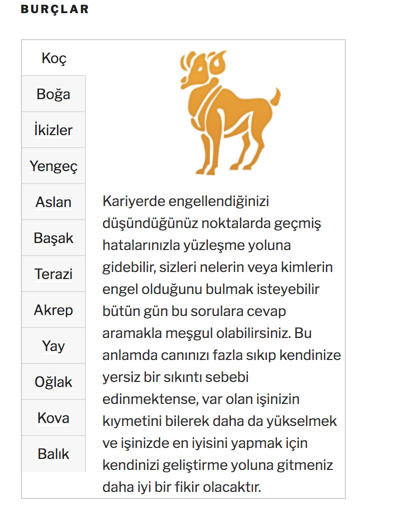 BURÇLAR
Koç
Boğa
İkizler
Yengeç
Aslan
Başak
Terazi
Akrep
Yay
Oğlak
Kova
Balık
Kariyerde engellendiğinizi
düşündüğünüz noktalarda geçmiş
hatalarınızla yüzleşme yoluna
gidebilir, sizleri nelerin veya kimlerin
engel olduğunu bulmak isteyebilir
bütün gün bu sorulara cevap
aramakla meşgul olabilirsiniz. Bu
anlamda canınızı fazla sıkıp kendinize
yersiz bir sıkıntı sebebi
edinmektense, var olan işinizin
kıymetini bilerek daha da yükselmek
ve işinizde en iyisini yapmak için
kendinizi geliştirme yoluna gitmeniz
daha iyi bir fikir olacaktır.